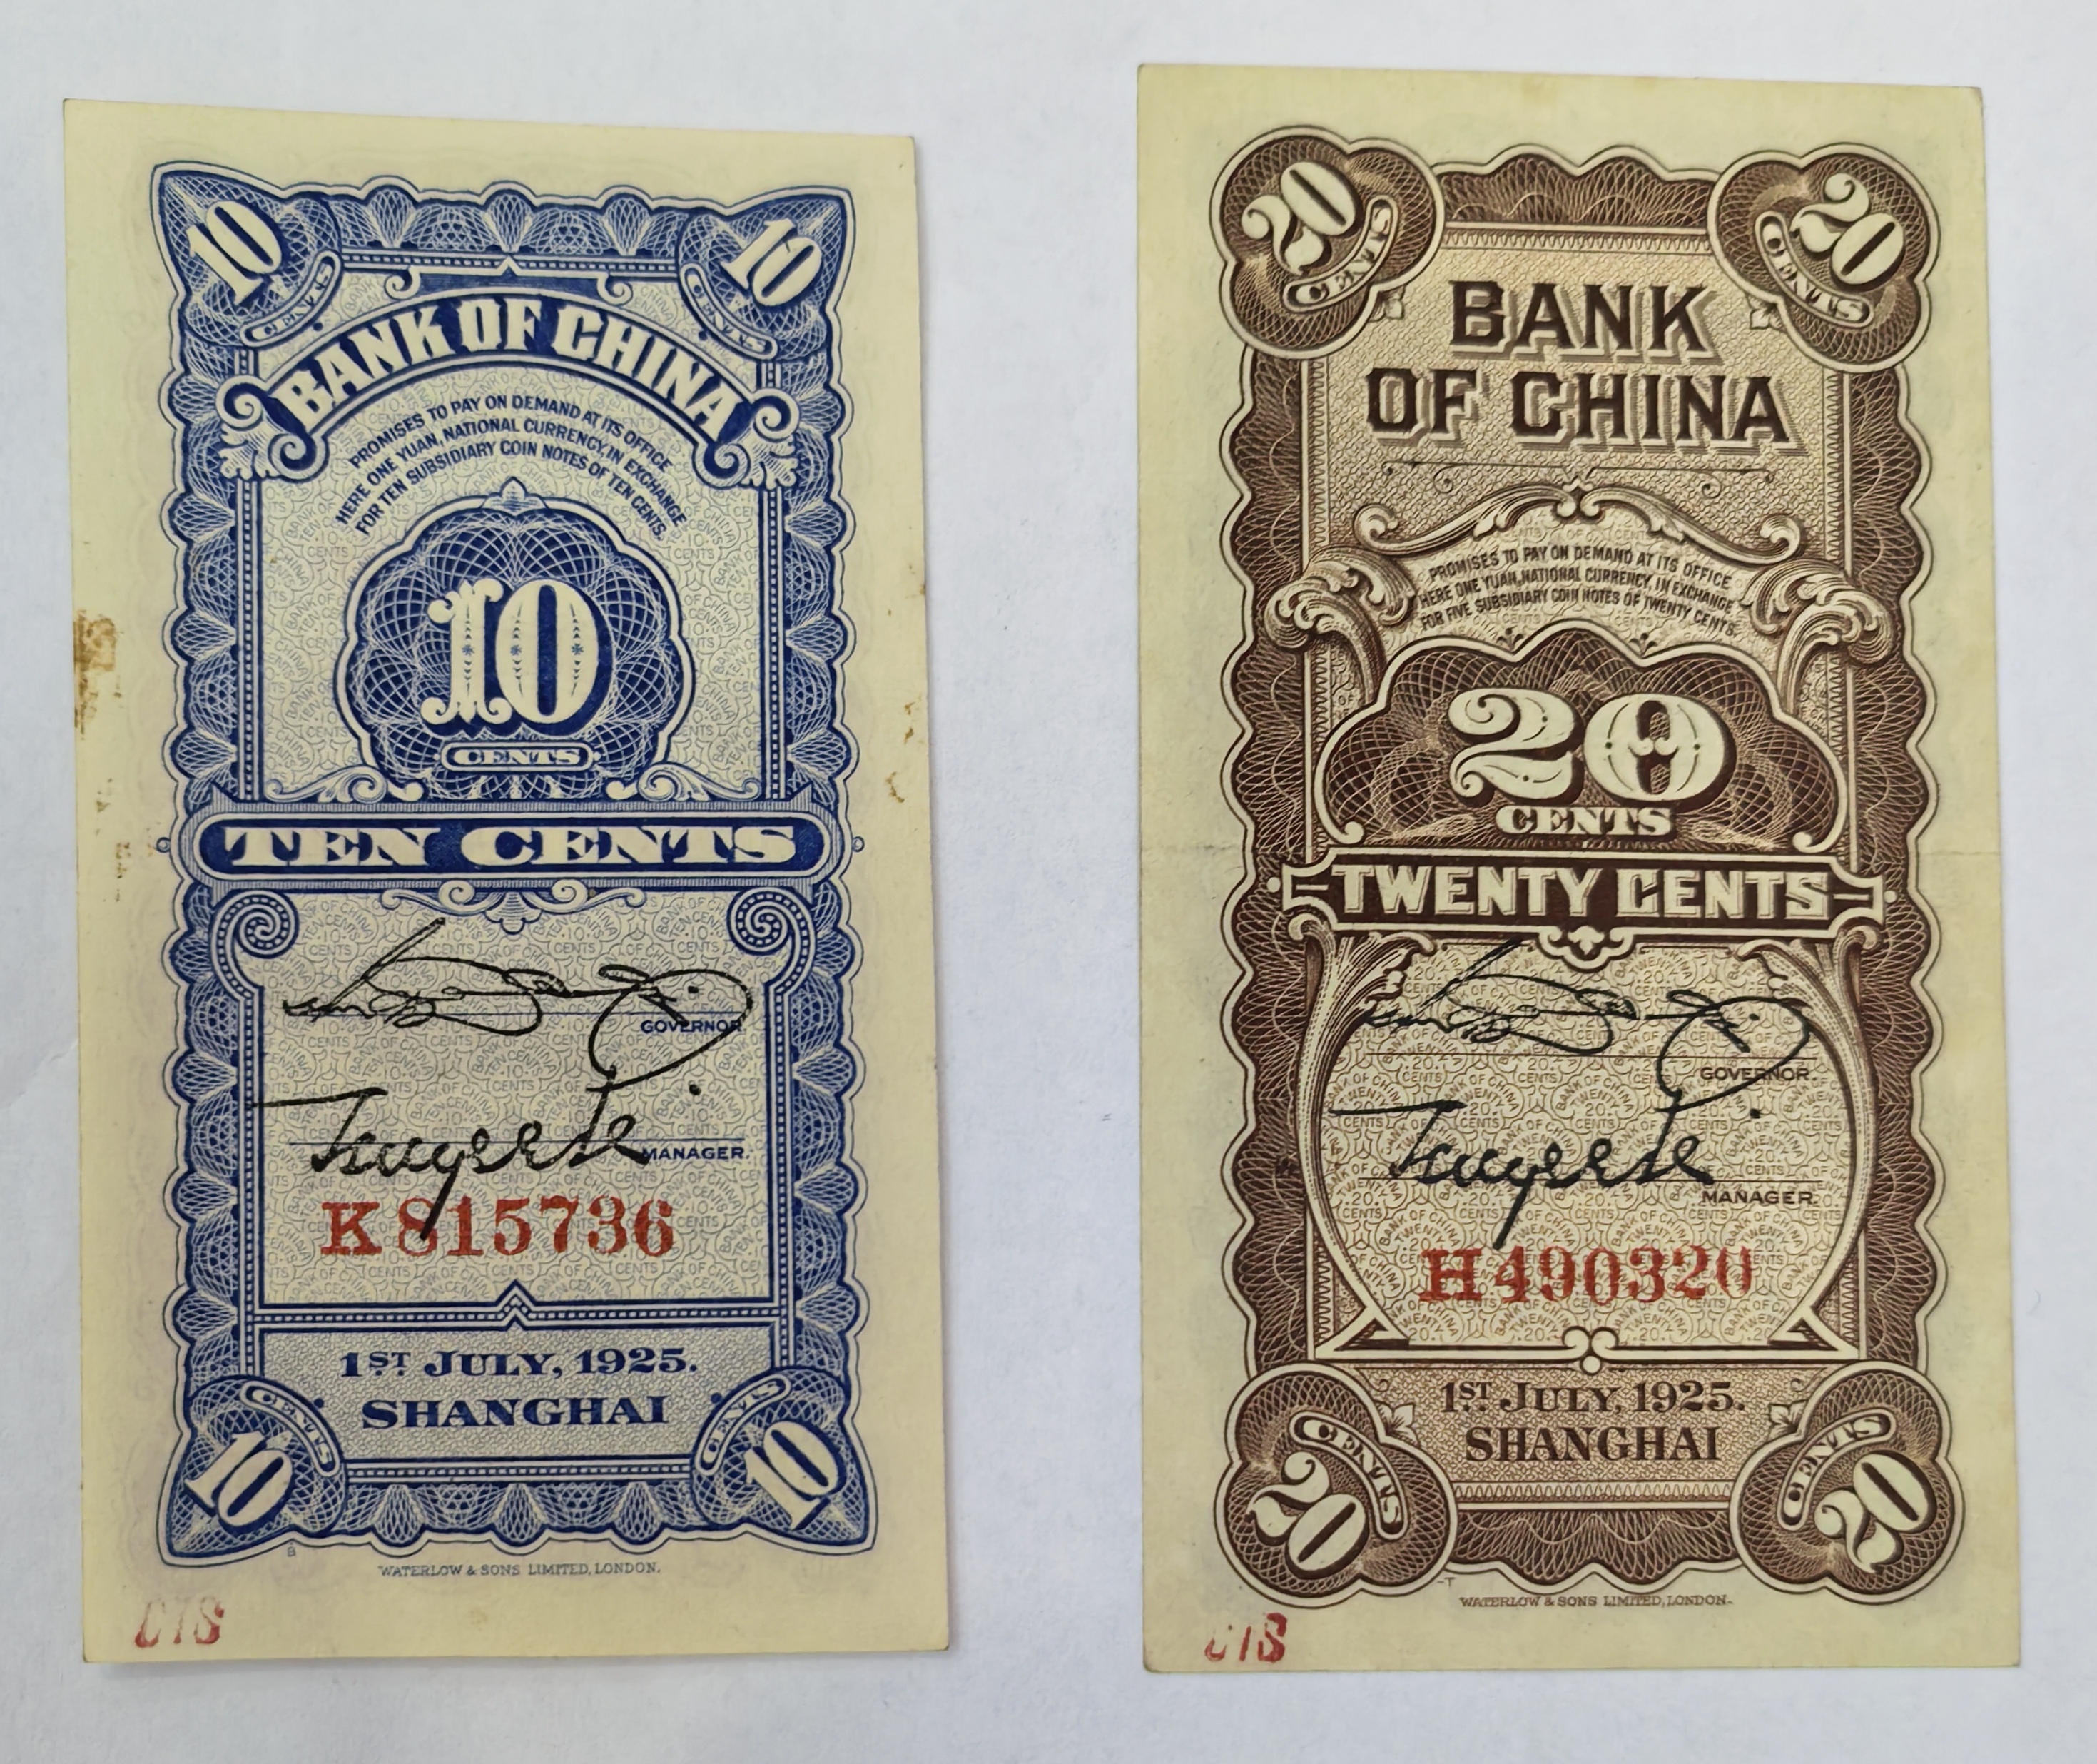 10
CENTS
10
CENTS
BANK OF CHINA
PROMISES TO PAY ON DEMAND AT ITS OFFICE
HERE ONE YUAN, NATIONAL CURRENCY, IN EXCHANGE
FOR TEN SUBSIDIARY COIN NOTES OF TEN CENTS.
10
CENTS
TEN CENTS
GOVERNOR.
MANAGER.
K815736
1ST JULY, 1925.
SHANGHAI
CENTS
10
CENTS
10
B
WATERLOW & SONS LIMITED, LONDON.
20
CENTS
20
CENTS
BANK
OF CHINA
PROMISES TO PAY ON DEMAND AT ITS OFFICE
HERE ONE YUAN, NATIONAL CURRENCY, IN EXCHANGE
FOR FIVE SUBSIDIARY COIN NOTES OF TWENTY CENTS.
20
CENTS
TWENTY CENTS
GOVERNOR.
MANAGER.
H490320
1ST JULY, 1925.
SHANGHAI
CENTS
20
CENTS
20
T
WATERLOW & SONS LIMITED, LONDON.